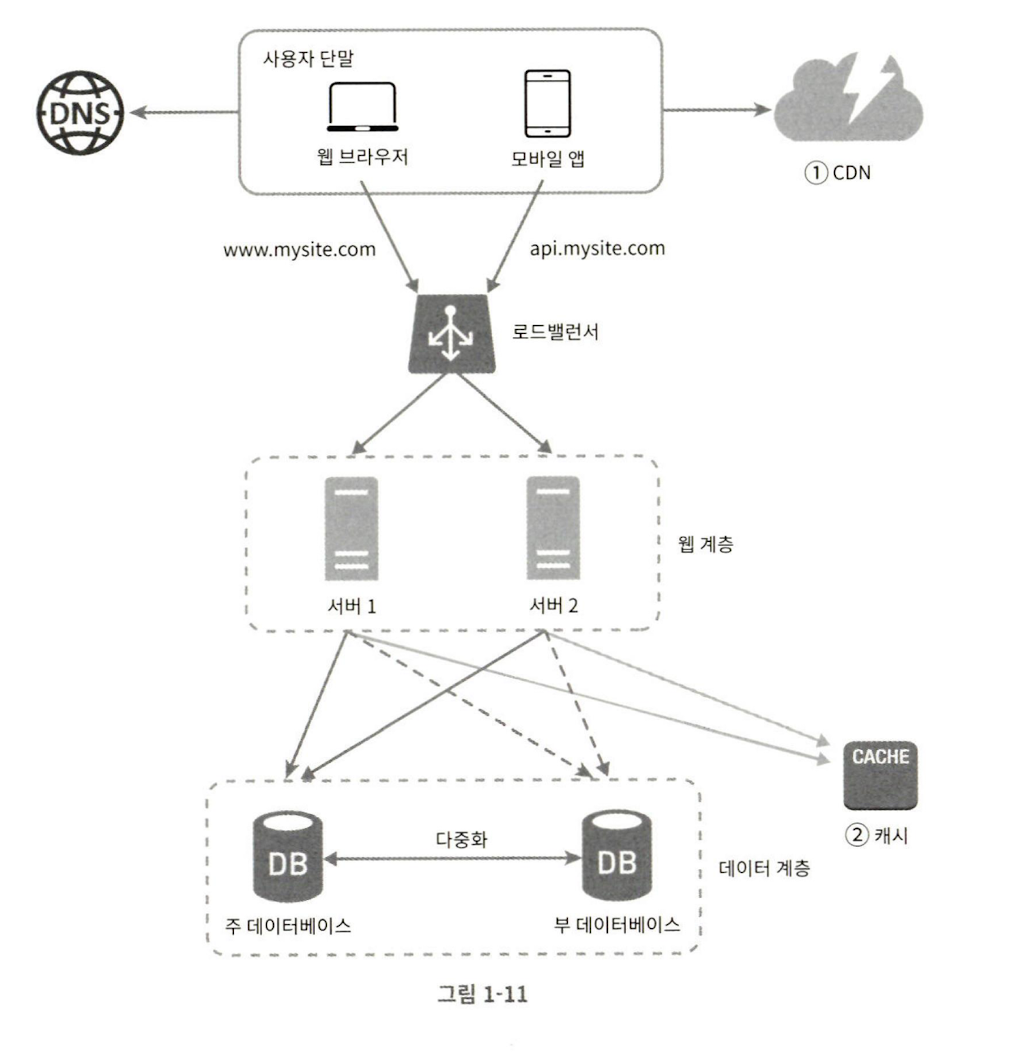 사용자 단말
DNS
웹 브라우저
모바일 앱
① CDN
www.mysite.com
api.mysite.com
로드밸런서
웹 계층
서버 1
서버 2
CACHE
② 캐시
다중화
DB
DB
데이터 계층
주 데이터베이스
부 데이터베이스
그림 1-11